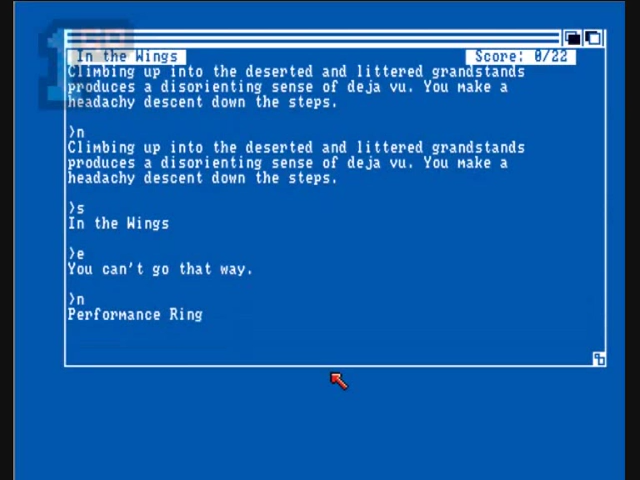 In the Wings Score: 0/22
Climbing up into the deserted and littered grandstands
produces a disorienting sense of deja vu. You make a
headachy descent down the steps.
>n
Climbing up into the deserted and littered grandstands
produces a disorienting sense of deja vu. You make a
headachy descent down the steps.
>s
In the Wings
>e
You can't go that way.
>n
Performance Ring